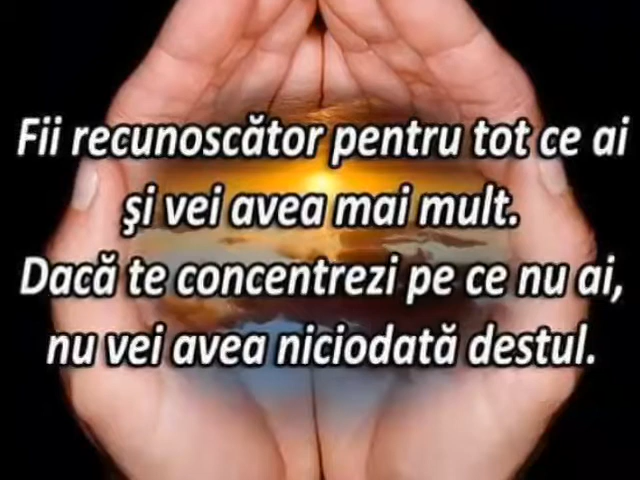 Fii recunoscător pentru tot ce ai
şi vei avea mai mult.
Dacă te concentrezi pe ce nu ai,
nu vei avea niciodată destul.